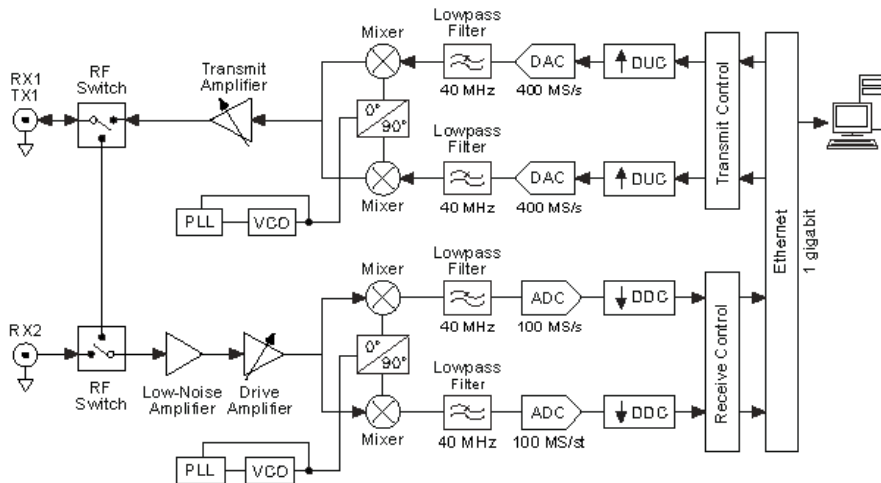 RX1
TX1
RF
Switch
Transmit
Amplifier
Mixer
0°
90°
Mixer
PLL
VCO
Lowpass
Filter
40 MHz
DAC
400 MS/s
DUC
Lowpass
Filter
40 MHz
DAC
400 MS/s
DUC
Transmit Control
Ethernet
1 gigabit
RX2
RF
Switch
Low-Noise
Amplifier
Drive
Amplifier
Mixer
0°
90°
Mixer
PLL
VCO
Lowpass
Filter
40 MHz
ADC
100 MS/s
DDC
Lowpass
Filter
40 MHz
ADC
100 MS/st
DDC
Receive Control